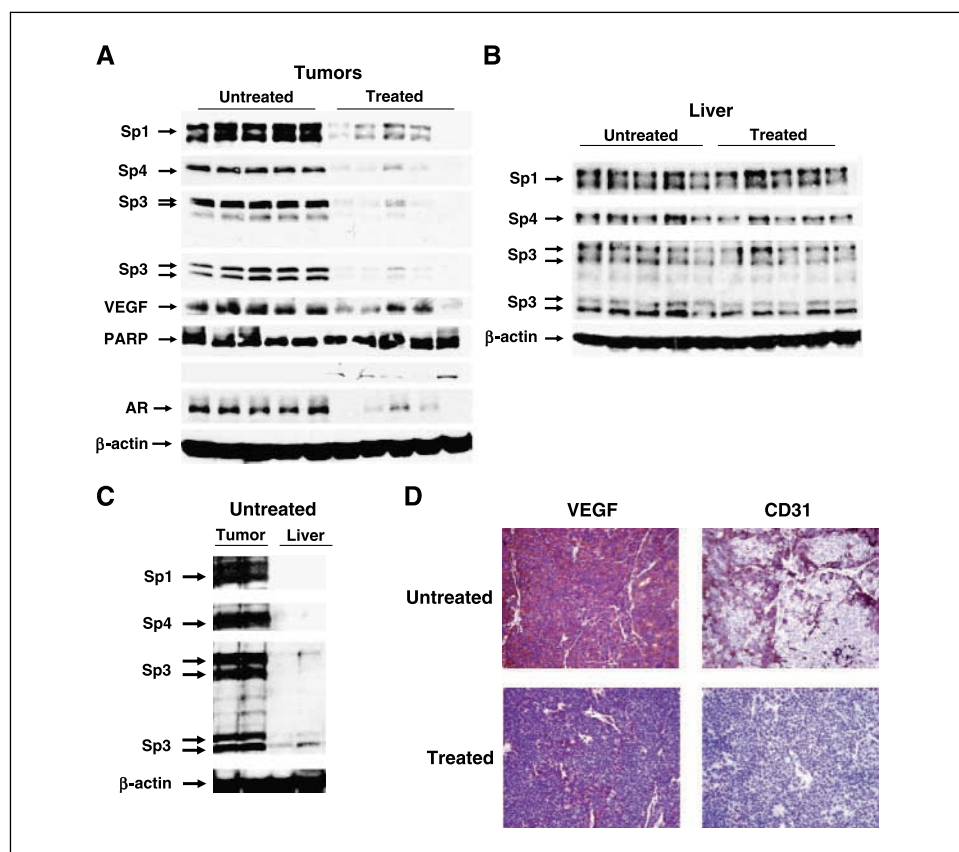 A
Tumors
Untreated Treated
Sp1
Sp4
Sp3
Sp3
VEGF
PARP
AR
β-actin
B
Liver
Untreated Treated
Sp1
Sp4
Sp3
Sp3
β-actin
C
Untreated
Tumor Liver
Sp1
Sp4
Sp3
Sp3
β-actin
D
VEGF CD31
Untreated
Treated